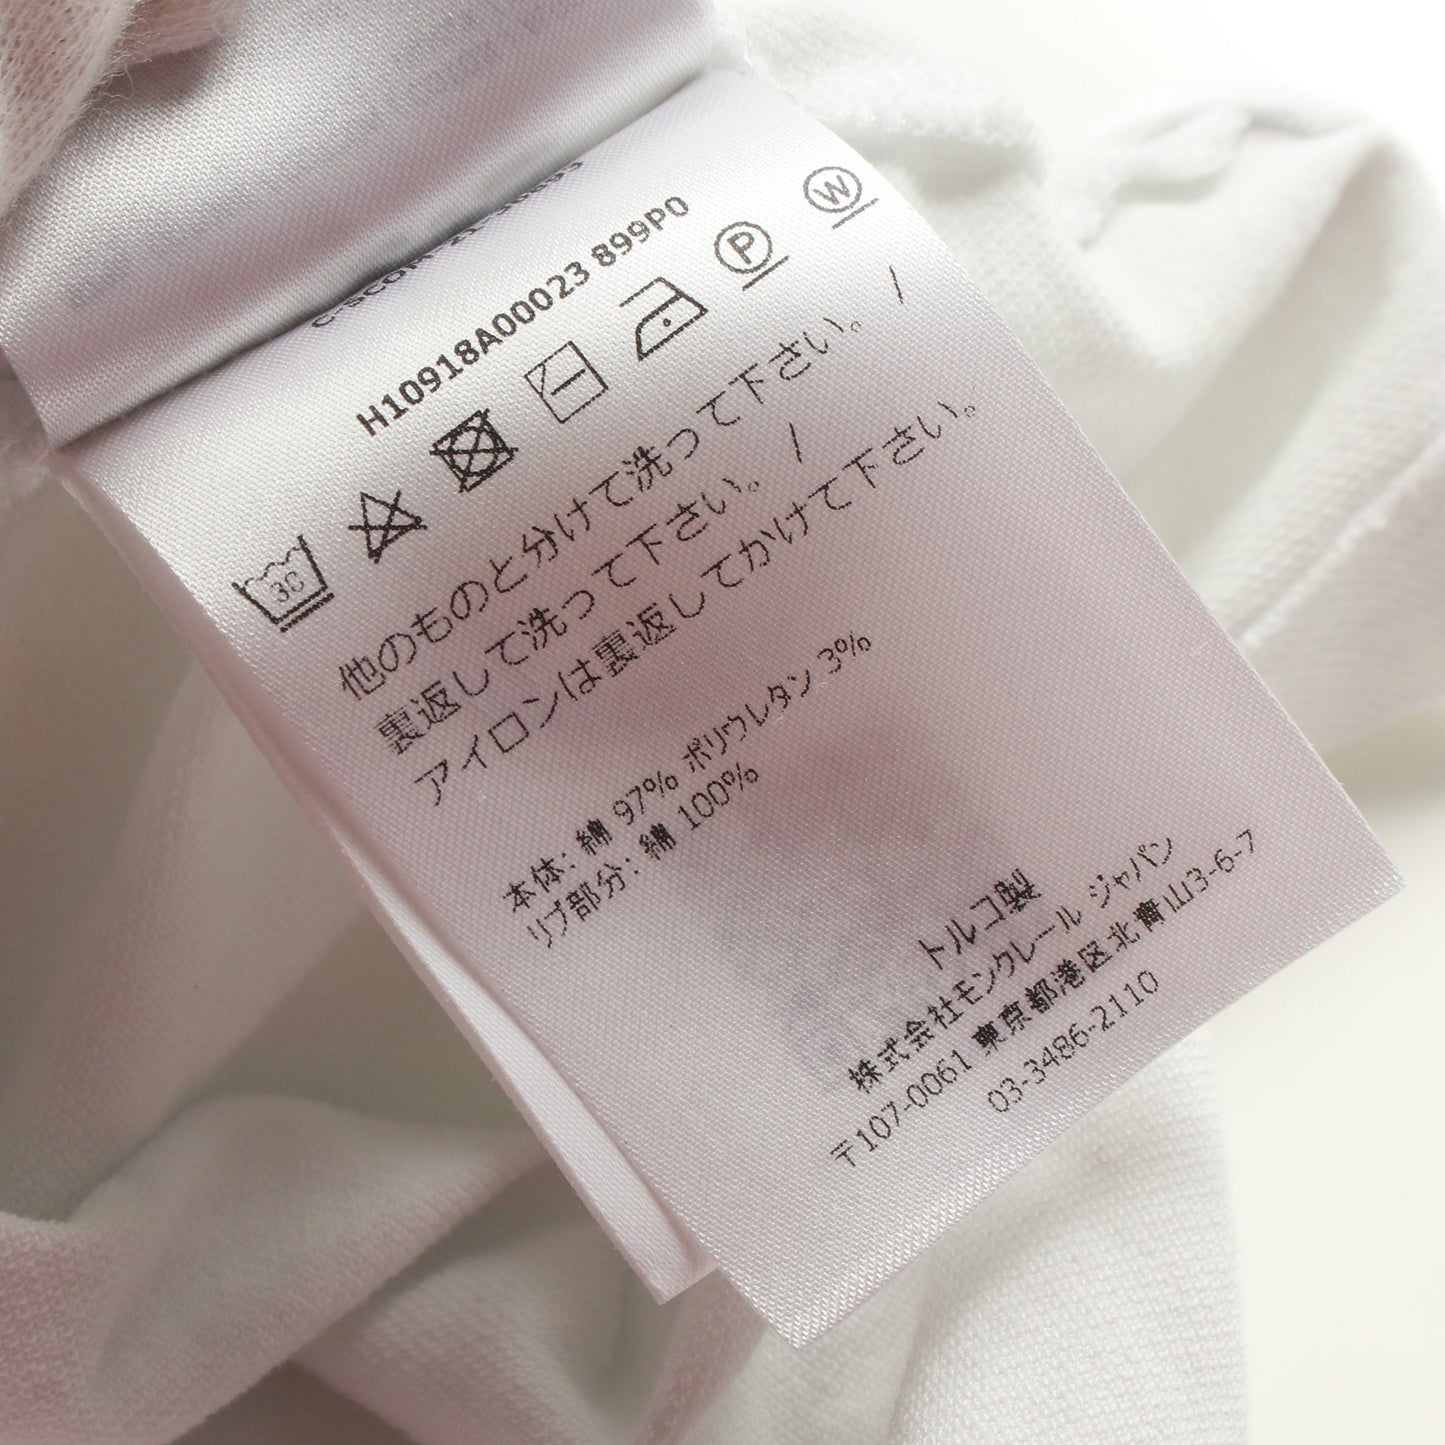 H10918A00023 899P0
30
P
W
他のものと分けて洗って下さい。 /
裏返して洗って下さい。 /
アイロンは裏返してかけて下さい。
本体: 綿 97% ポリウレタン 3%
リブ部分: 綿 100%
トルコ製
株式会社モンクレール ジャパン
〒107-0061 東京都港区北青山3-6-7
03-3486-2110